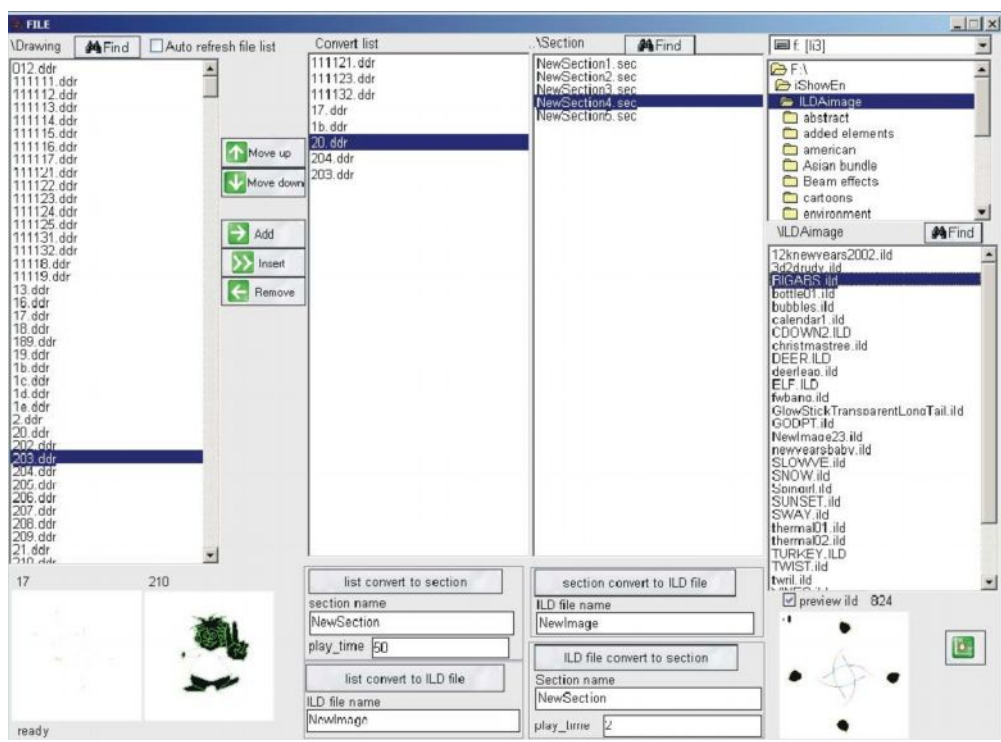 FILE
\Drawing
Find
Auto refresh file list
012.ddr
111111.ddr
111112.ddr
111113.ddr
111114.ddr
111115.ddr
111116.ddr
111117.ddr
111121.ddr
111122.ddr
111123.ddr
111124.ddr
111125.ddr
111131.ddr
111132.ddr
11118.ddr
11119.ddr
13.ddr
16.ddr
17.ddr
18.ddr
189.ddr
19.ddr
1b.ddr
1c.ddr
1d.ddr
1e.ddr
2.ddr
20.ddr
202.ddr
203.ddr
204.ddr
205.ddr
206.ddr
207.ddr
208.ddr
209.ddr
21.ddr
210.ddr
17
210
ready
Move up
Move down
Add
Insert
Remove
Convert list
111121.ddr
111123.ddr
111132.ddr
17.ddr
1b.ddr
20.ddr
204.ddr
203.ddr
list convert to section
section name
NewSection
play_time 50
list convert to ILD file
ILD file name
NewImage
..\Section
Find
NewSection1.sec
NewSection2.sec
NewSection3.sec
NewSection4.sec
NewSection5.sec
section convert to ILD file
ILD file name
NewImage
ILD file convert to section
Section name
NewSection
play_time 2
f: [li3]
F:\
iShowEn
ILDAimage
abstract
added elements
american
Asian bundle
Beam effects
cartoons
environment
\ILDAimage
Find
12knewyears2002.ild
3d2drudy.ild
BIGABS.ild
bottle01.ild
bubbles.ild
calendar1.ild
CDOWN2.ILD
christmastree.ild
DEER.ILD
deerleap.ild
ELF.ILD
fwbang.ild
GlowStickTransparentLongTail.ild
GODPT.ild
NewImage23.ild
newyearsbaby.ild
SLOWVE.ild
SNOW.ild
Spingirl.ild
SUNSET.ild
SWAY.ild
thermal01.ild
thermal02.ild
TURKEY.ILD
TWIST.ild
twril.ild
preview ild 824